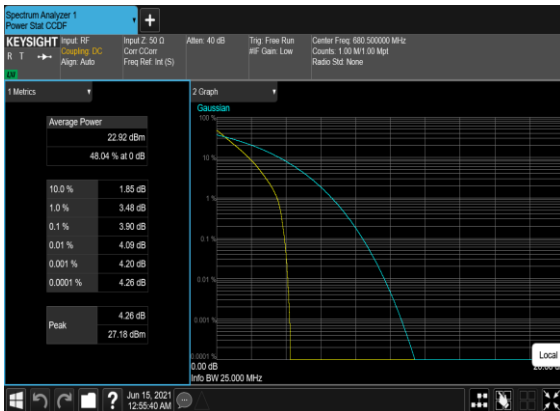 Spectrum Analyzer 1
Power Stat CCDF
KEYSIGHT
R T
Input: RF
Coupling: DC
Align: Auto
Input Z: 50 Ω
Corr CCorr
Freq Ref: Int (S)
Atten: 40 dB
Trig: Free Run
#IF Gain: Low
Center Freq: 680.500000 MHz
Counts: 1.00 M/1.00 Mpt
Radio Std: None
1 Metrics
Average Power
22.92 dBm
48.04 % at 0 dB
10.0 % 1.85 dB
1.0 % 3.48 dB
0.1 % 3.90 dB
0.01 % 4.09 dB
0.001 % 4.20 dB
0.0001 % 4.26 dB
Peak
4.26 dB
27.18 dBm
2 Graph
Gaussian
100 %
10 %
1 %
0.1 %
0.01 %
0.001 %
0.0001 %
0.00 dB
Info BW 25.000 MHz
Local
?
Jun 15, 2021
12:55:40 AM